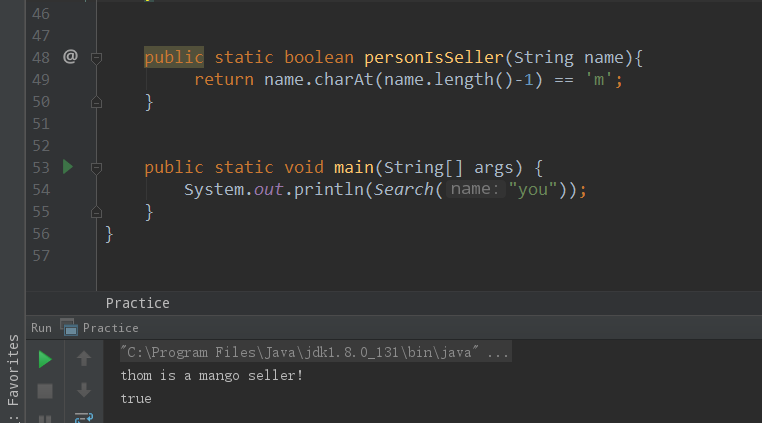 46
47
48 @ public static boolean personIsSeller(String name){
49 return name.charAt(name.length()-1) == 'm';
50 }
51
52
53 public static void main(String[] args) {
54 System.out.println(Search( name: "you"));
55 }
56 }
57
Practice
Run Practice
"C:\Program Files\Java\jdk1.8.0_131\bin\java" ...
thom is a mango seller!
true
: Favorites